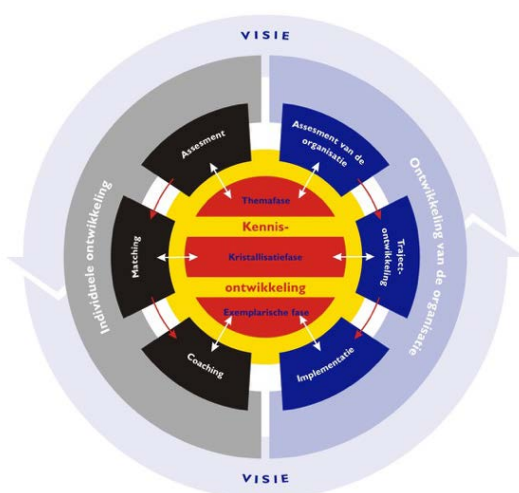 VISIE
Individuele ontwikkeling
Ontwikkeling van de organisatie
Assesment
Assesment van de
organisatie
Matching
Traject-
ontwikkeling
Coaching
Implementatie
Themafase
Kennis-
Kristallisatiefase
ontwikkeling
Exemplarische fase
VISIE